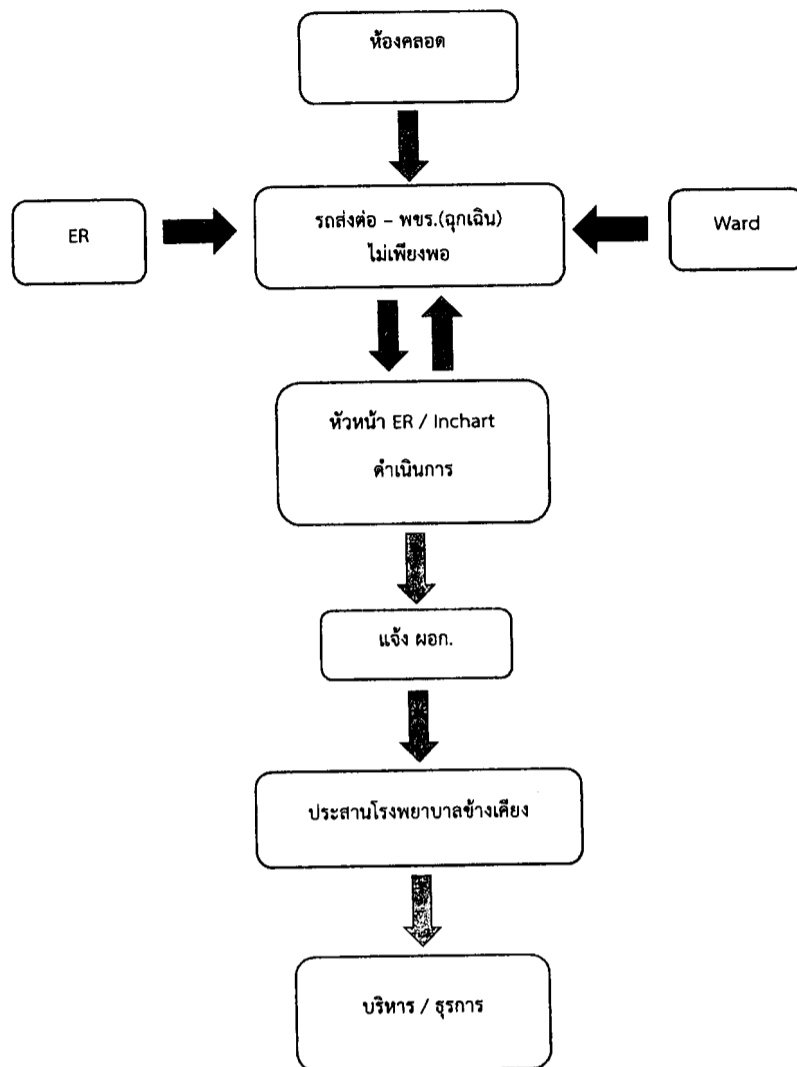 ห้องคลอด
ER
รถส่งต่อ – พขร.(ฉุกเฉิน)
ไม่เพียงพอ
Ward
หัวหน้า ER / Inchart
ดำเนินการ
แจ้ง ผอก.
ประสานโรงพยาบาลข้างเคียง
บริหาร / ธุรการ